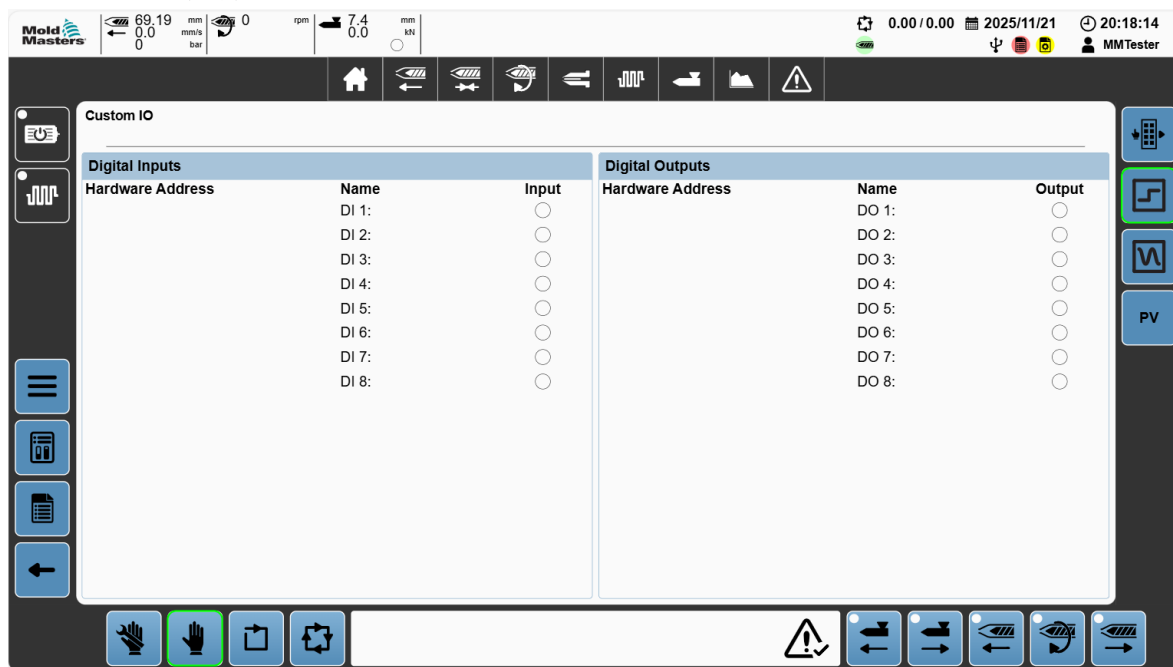 Mold Masters
69.19 mm
0.0 mm/s
0 bar
0 rpm
7.4 mm
0.0 kN
0.00 / 0.00 2025/11/21 20:18:14
MMTester
Custom IO
Digital Inputs
Hardware Address Name Input
DI 1:
DI 2:
DI 3:
DI 4:
DI 5:
DI 6:
DI 7:
DI 8:
Digital Outputs
Hardware Address Name Output
DO 1:
DO 2:
DO 3:
DO 4:
DO 5:
DO 6:
DO 7:
DO 8:
PV